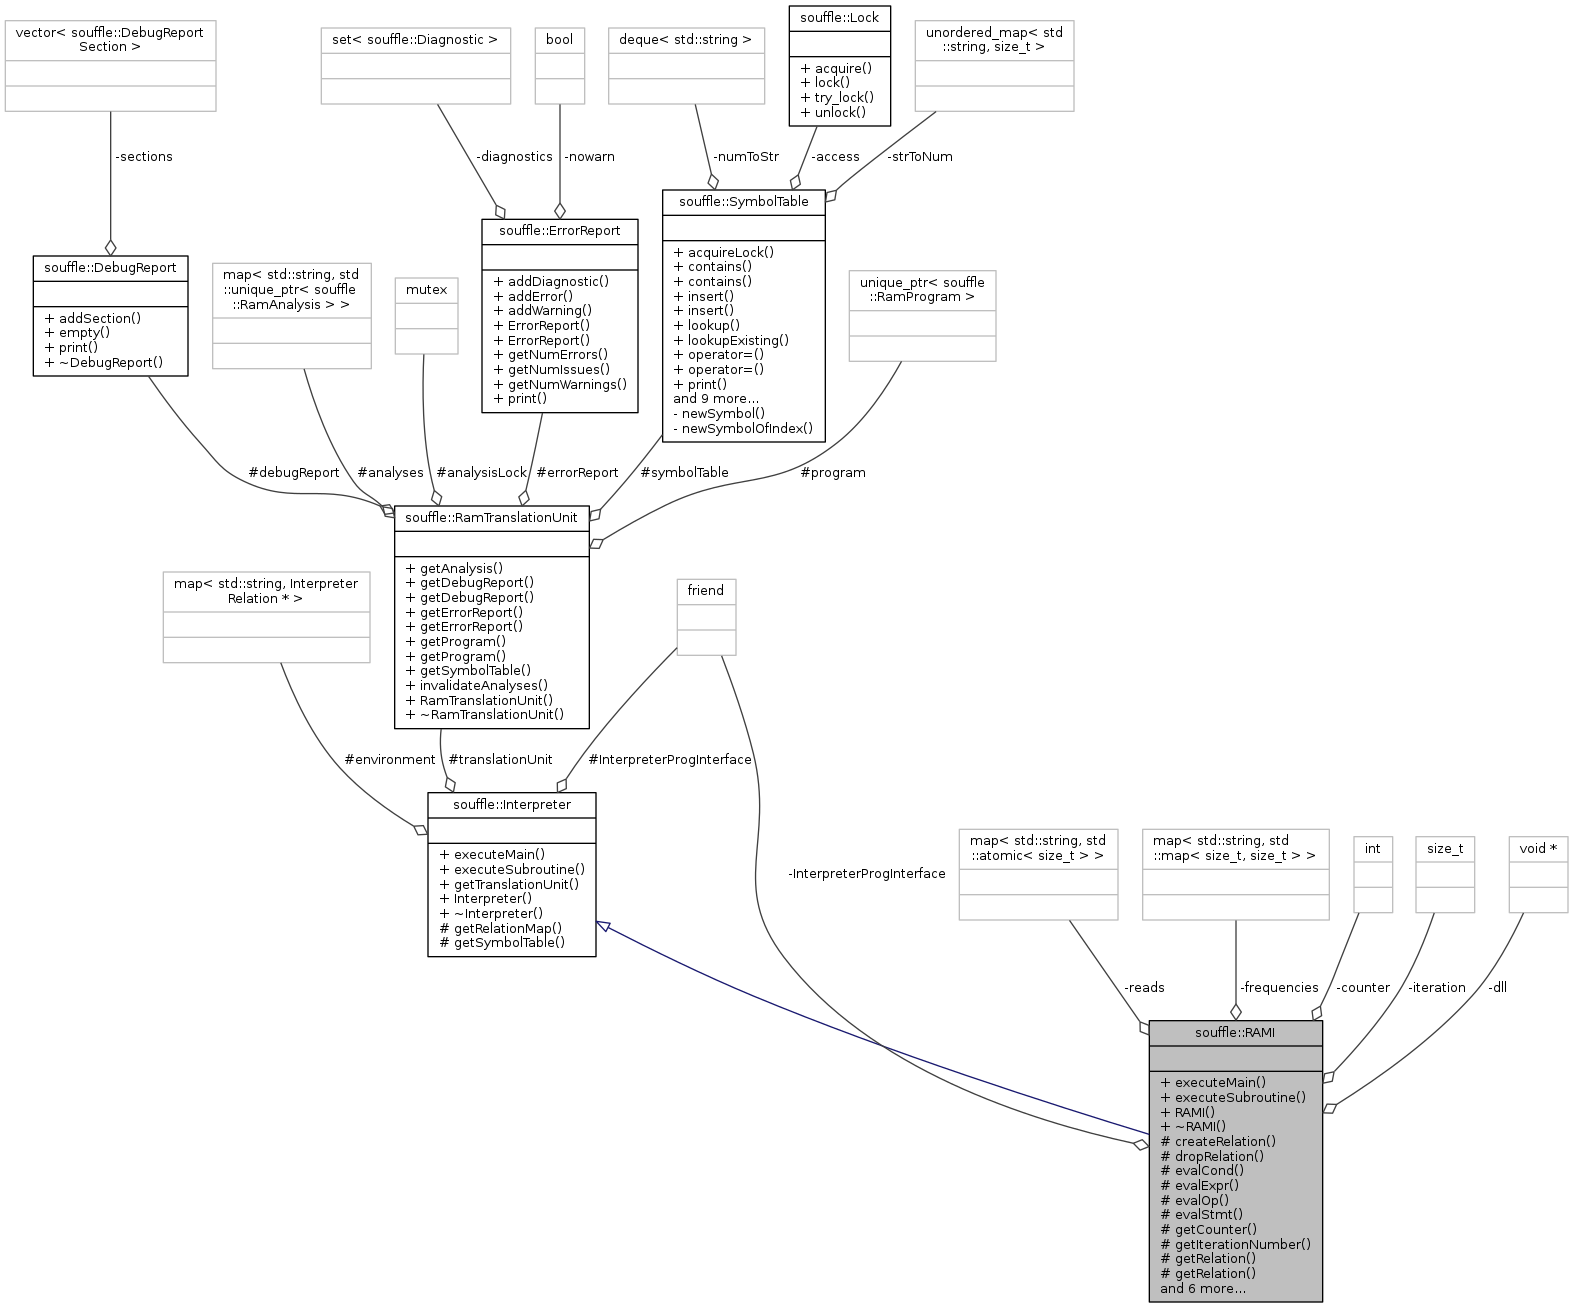 vector< souffle::DebugReport
Section >
set< souffle::Diagnostic >
bool
deque< std::string >
souffle::Lock
+ acquire()
+ lock()
+ try_lock()
+ unlock()
unordered_map< std
::string, size_t >
-sections
-diagnostics
-nowarn
-numToStr
-access
-strToNum
souffle::DebugReport
+ addSection()
+ empty()
+ print()
+ ~DebugReport()
map< std::string, std
::unique_ptr< souffle
::RamAnalysis > >
mutex
souffle::ErrorReport
+ addDiagnostic()
+ addError()
+ addWarning()
+ ErrorReport()
+ ErrorReport()
+ getNumErrors()
+ getNumIssues()
+ getNumWarnings()
+ print()
souffle::SymbolTable
+ acquireLock()
+ contains()
+ contains()
+ insert()
+ insert()
+ lookup()
+ lookupExisting()
+ operator=()
+ operator=()
+ print()
and 9 more...
- newSymbol()
- newSymbolOfIndex()
unique_ptr< souffle
::RamProgram >
#debugReport
#analyses
#analysisLock
#errorReport
#symbolTable
#program
souffle::RamTranslationUnit
+ getAnalysis()
+ getDebugReport()
+ getDebugReport()
+ getErrorReport()
+ getErrorReport()
+ getProgram()
+ getProgram()
+ getSymbolTable()
+ invalidateAnalyses()
+ RamTranslationUnit()
+ ~RamTranslationUnit()
map< std::string, Interpreter
Relation * >
friend
#environment
#translationUnit
#InterpreterProgInterface
souffle::Interpreter
+ executeMain()
+ executeSubroutine()
+ getTranslationUnit()
+ Interpreter()
+ ~Interpreter()
# getRelationMap()
# getSymbolTable()
-InterpreterProgInterface
map< std::string, std
::atomic< size_t > >
map< std::string, std
::map< size_t, size_t > >
int
size_t
void *
-reads
-frequencies
-counter
-iteration
-dll
souffle::RAMI
+ executeMain()
+ executeSubroutine()
+ RAMI()
+ ~RAMI()
# createRelation()
# dropRelation()
# evalCond()
# evalExpr()
# evalOp()
# evalStmt()
# getCounter()
# getIterationNumber()
# getRelation()
# getRelation()
and 6 more...